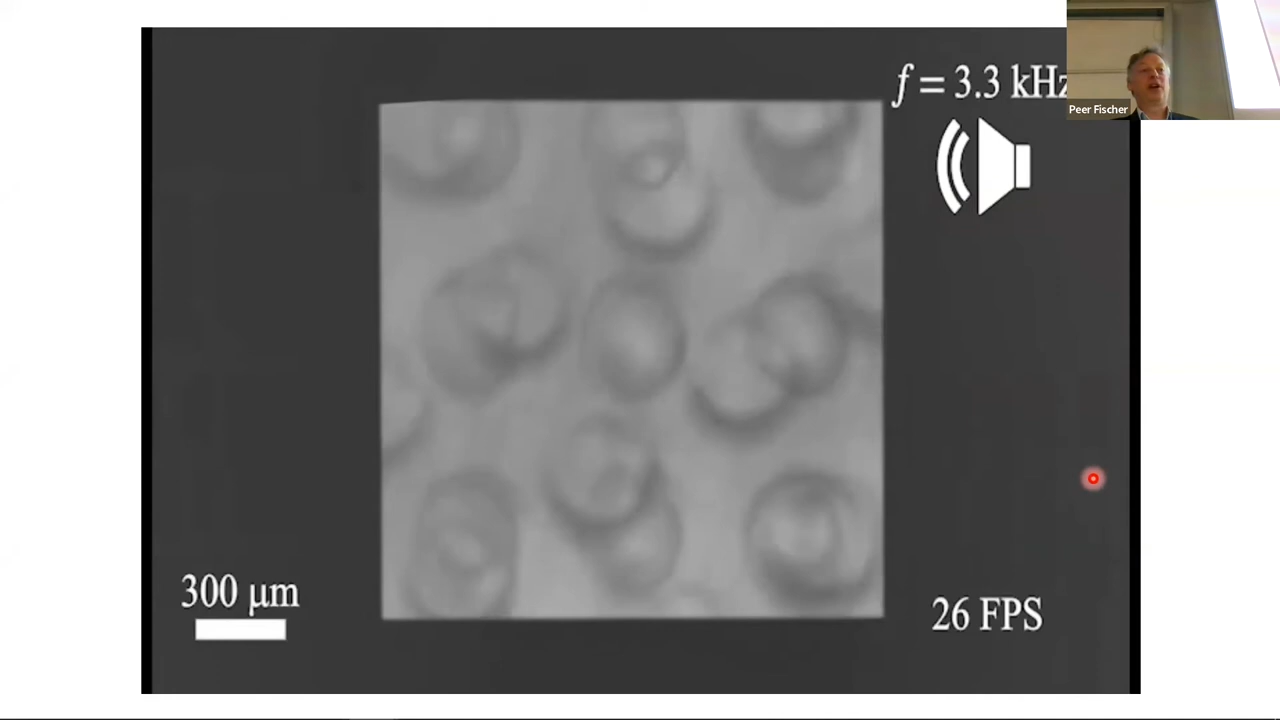 f = 3.3 kHz
Peer Fischer
300 μm
26 FPS